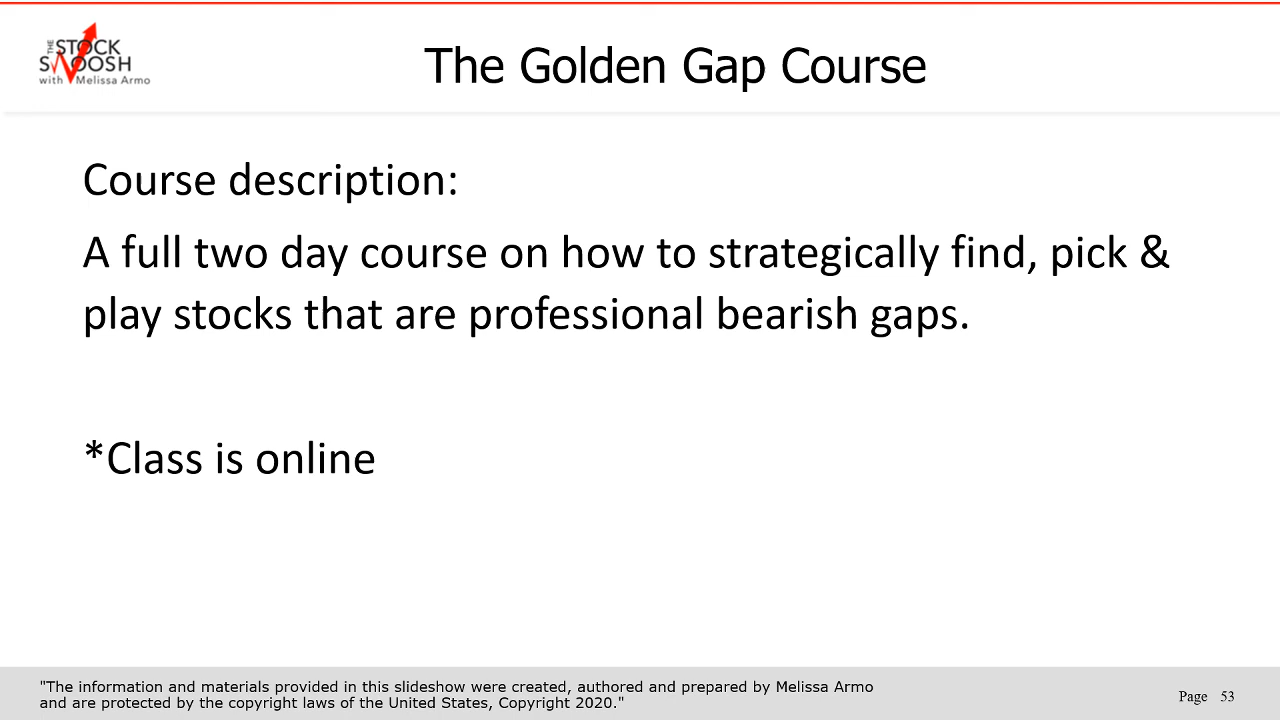 THE STOCK
SWOOSH
with Melissa Armo
The Golden Gap Course
Course description:
A full two day course on how to strategically find, pick &
play stocks that are professional bearish gaps.
*Class is online
"The information and materials provided in this slideshow were created, authored and prepared by Melissa Armo
and are protected by the copyright laws of the United States, Copyright 2020."
Page 53